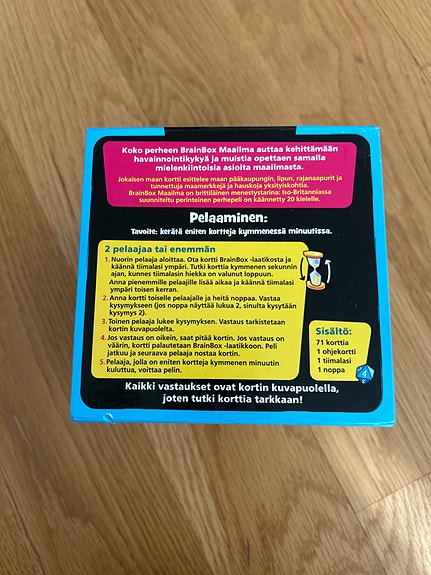 Koko perheen BrainBox Maailma auttaa kehittämään
havainnointikykyä ja muistia opettaen samalla
mielenkiintoisia asioita maailmasta.
Jokaisen maan kortti esittelee maan pääkaupungin, lipun, rajanaapurit ja
tunnettuja maamerkkejä ja hauskoja yksityiskohtia.
BrainBox Maailma on brittiläinen menestystarina: Iso-Britanniassa
suunniteltu perinteinen perhepeli on käännetty 20 kielelle.
Pelaaminen:
Tavoite: kerätä eniten kortteja kymmenessä minuutissa.
2 pelaajaa tai enemmän
1. Nuorin pelaaja aloittaa. Ota kortti BrainBox -laatikosta ja
käännä tiimalasi ympäri. Tutki korttia kymmenen sekunnin
ajan, kunnes tiimalasin hiekka on valunut loppuun.
Anna pienemmille pelaajille lisää aikaa ja käännä tiimalasi
ympäri toisen kerran.
2. Anna kortti toiselle pelaajalle ja heitä noppaa. Vastaa
kysymykseen (jos noppa näyttää lukua 2, sinulta kysytään
kysymys 2).
3. Toinen pelaaja lukee kysymyksen. Vastaus tarkistetaan
kortin kuvapuolelta.
4. Jos vastaus on oikein, saat pitää kortin. Jos vastaus on
väärin, kortti palautetaan BrainBox -laatikkoon. Peli
jatkuu ja seuraava pelaaja nostaa kortin.
5. Pelaaja, jolla on eniten kortteja kymmenen minuutin
kuluttua, voittaa pelin.
Sisältö:
71 korttia
1 ohjekortti
1 tiimalasi
1 noppa
4
Kaikki vastaukset ovat kortin kuvapuolella,
joten tutki korttia tarkkaan!